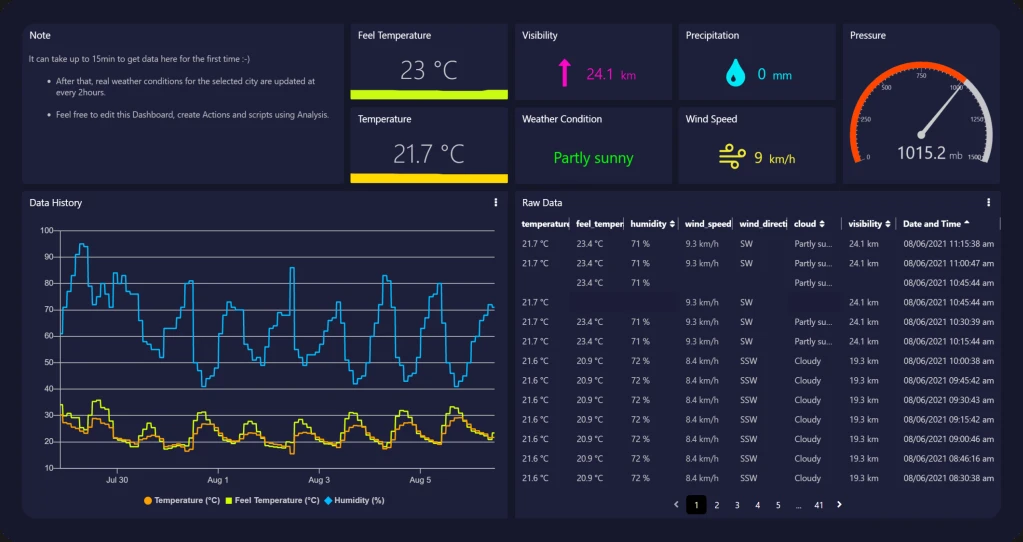 Note
It can take up to 15min to get data here for the first time :-)
• After that, real weather conditions for the selected city are updated at
every 2hours.
• Feel free to edit this Dashboard, create Actions and scripts using Analysis.
Feel Temperature
23 °C
Temperature
21.7 °C
Visibility
24.1 km
Weather Condition
Partly sunny
Precipitation
0 mm
Wind Speed
9 km/h
Pressure
0
250
500
750
1000
1250
1500
1015.2 mb
Data History
100
90
80
70
60
50
40
30
20
10
Jul 30
Aug 1
Aug 3
Aug 5
Temperature (°C) Feel Temperature (°C) Humidity (%)
Raw Data
temperature feel_temper humidity wind_speed wind_directi cloud visibility Date and Time
21.7 °C 23.4 °C 71 % 9.3 km/h SW Partly su... 24.1 km 08/06/2021 11:15:38 am
21.7 °C 23.4 °C 71 % 9.3 km/h SW Partly su... 24.1 km 08/06/2021 11:00:47 am
23.4 °C 71 % Partly su... 08/06/2021 10:45:44 am
21.7 °C 9.3 km/h SW 24.1 km 08/06/2021 10:45:44 am
21.7 °C 23.4 °C 71 % 9.3 km/h SW Partly su... 24.1 km 08/06/2021 10:30:39 am
21.7 °C 23.4 °C 71 % 9.3 km/h SW Partly su... 24.1 km 08/06/2021 10:15:44 am
21.6 °C 20.9 °C 72 % 8.4 km/h SSW Cloudy 19.3 km 08/06/2021 10:00:38 am
21.6 °C 20.9 °C 72 % 8.4 km/h SSW Cloudy 19.3 km 08/06/2021 09:45:42 am
21.6 °C 20.9 °C 72 % 8.4 km/h SSW Cloudy 19.3 km 08/06/2021 09:30:43 am
21.6 °C 20.9 °C 72 % 8.4 km/h SSW Cloudy 19.3 km 08/06/2021 09:15:42 am
21.6 °C 20.9 °C 72 % 8.4 km/h SSW Cloudy 19.3 km 08/06/2021 09:00:46 am
21.6 °C 20.9 °C 72 % 8.4 km/h SSW Cloudy 19.3 km 08/06/2021 08:46:16 am
21.6 °C 20.9 °C 72 % 8.4 km/h SSW Cloudy 19.3 km 08/06/2021 08:30:38 am
1 2 3 4 5 ... 41